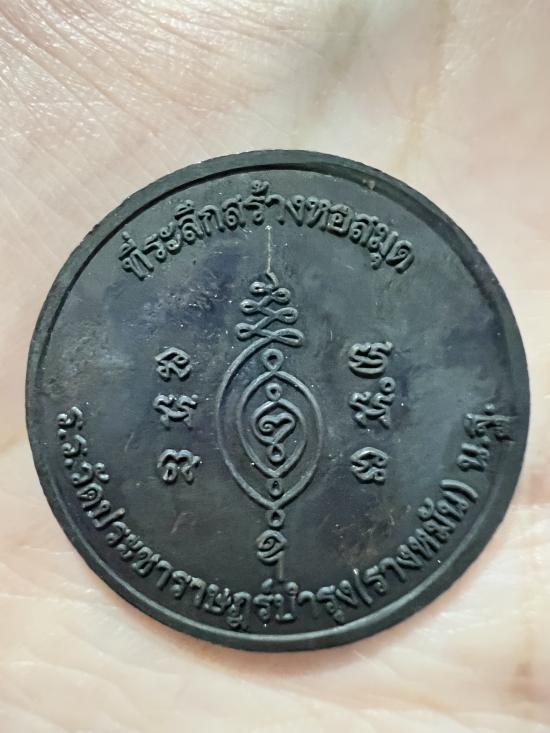 ที่ระลึกสร้างหอสมุด
ร.ร.วัดประชาราษฎร์บำรุง(รางหมัน) น.ฐ.